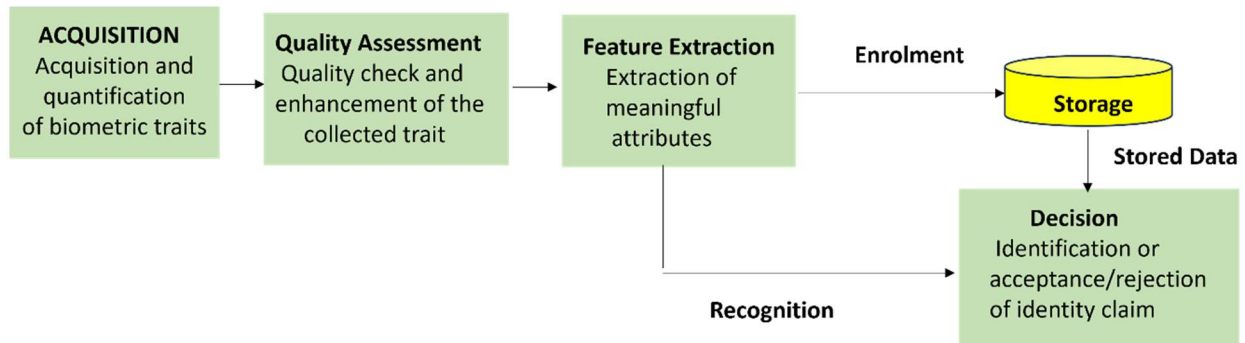 ACQUISITION
Acquisition and
quantification
of biometric traits
Quality Assessment
Quality check and
enhancement of the
collected trait
Feature Extraction
Extraction of
meaningful
attributes
Enrolment
Storage
Stored Data
Decision
Identification or
acceptance/rejection
of identity claim
Recognition